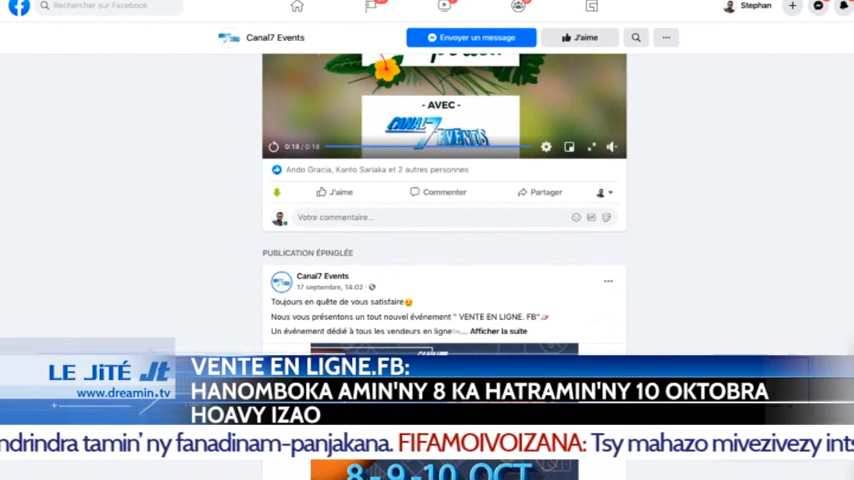 Rechercher sur Facebook
Stephan
Canal7 Events
Envoyer un message
J'aime
- AVEC -
CANAL 7 EVENTS
0:18 / 0:18
Ando Gracia, Kanto Sariaka et 2 autres personnes
J'aime
Commenter
Partager
Votre commentaire...
GIF
PUBLICATION ÉPINGLÉE
Canal7 Events
17 septembre, 14:02
Toujours en quête de vous satisfaire
Nous vous présentons un tout nouvel événement " VENTE EN LIGNE. FB"
Un événement dédié à tous les vendeurs en ligne ... Afficher la suite
LE JiTÉ Jt
www.dreamin.tv
VENTE EN LIGNE.FB:
HANOMBOKA AMIN'NY 8 KA HATRAMIN'NY 10 OKTOBRA
HOAVY IZAO
ndrindra tamin' ny fanadinam-panjakana. FIFAMOIVOIZANA: Tsy mahazo mivezivezy ints
8-9-10 OCT